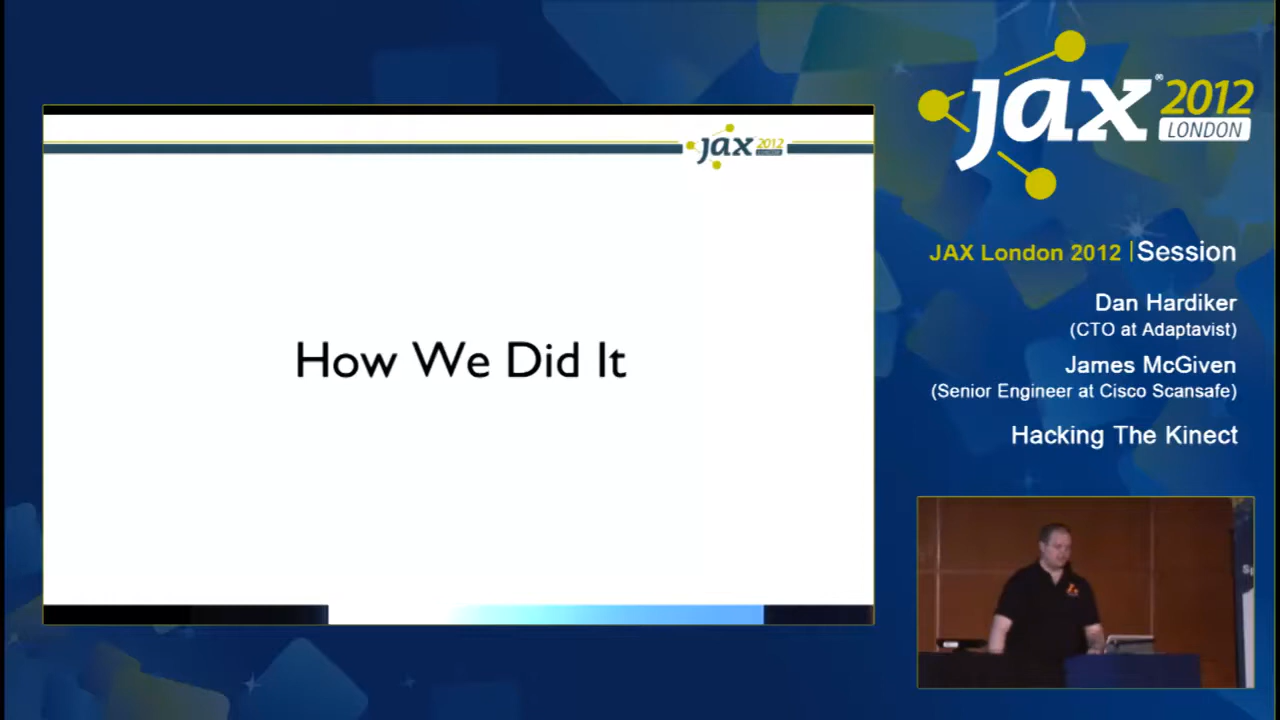 jax 2012
LONDON
How We Did It
jax® 2012
LONDON
JAX London 2012 | Session
Dan Hardiker
(CTO at Adaptavist)
James McGiven
(Senior Engineer at Cisco Scansafe)
Hacking The Kinect